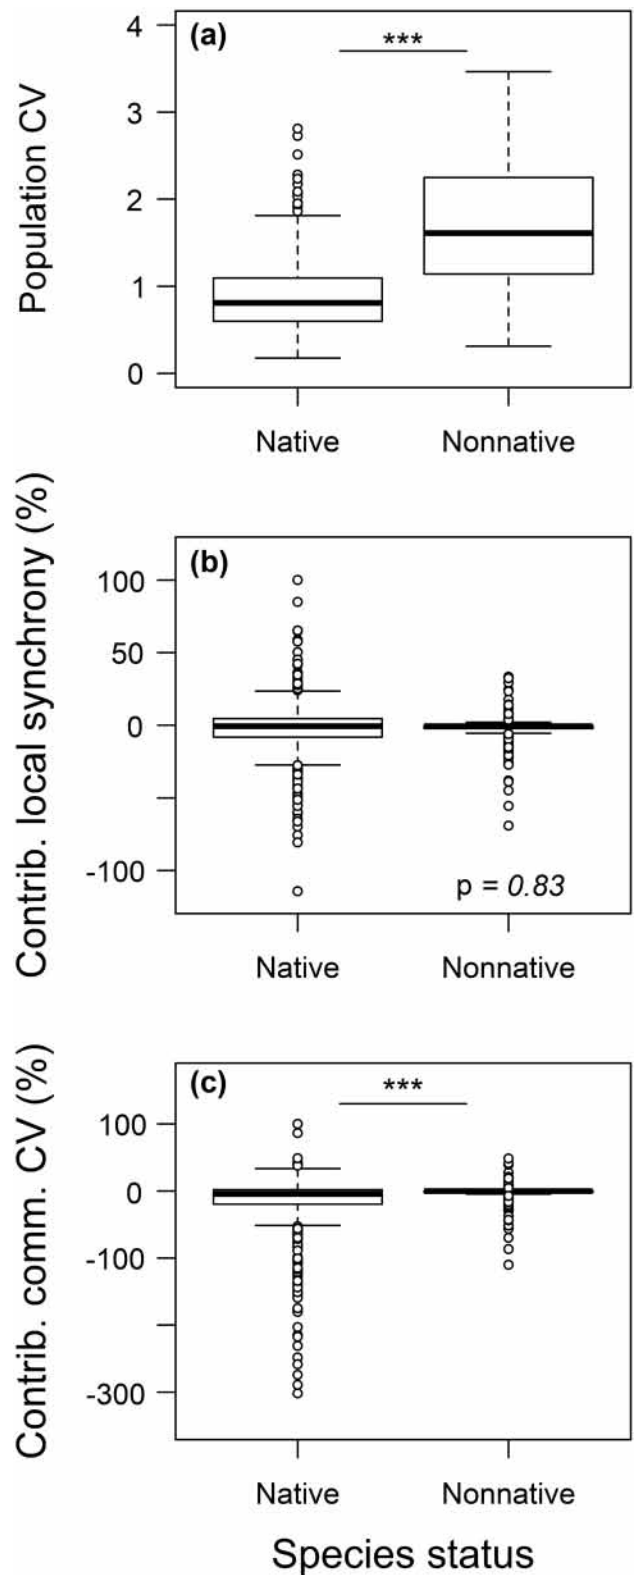 (a)
***
Population CV
4
3
2
1
0
Native Nonnative
(b)
Contrib. local synchrony (%)
100
50
0
-100
p = 0.83
Native Nonnative
(c)
***
Contrib. comm. CV (%)
100
0
-100
-300
Native Nonnative
Species status